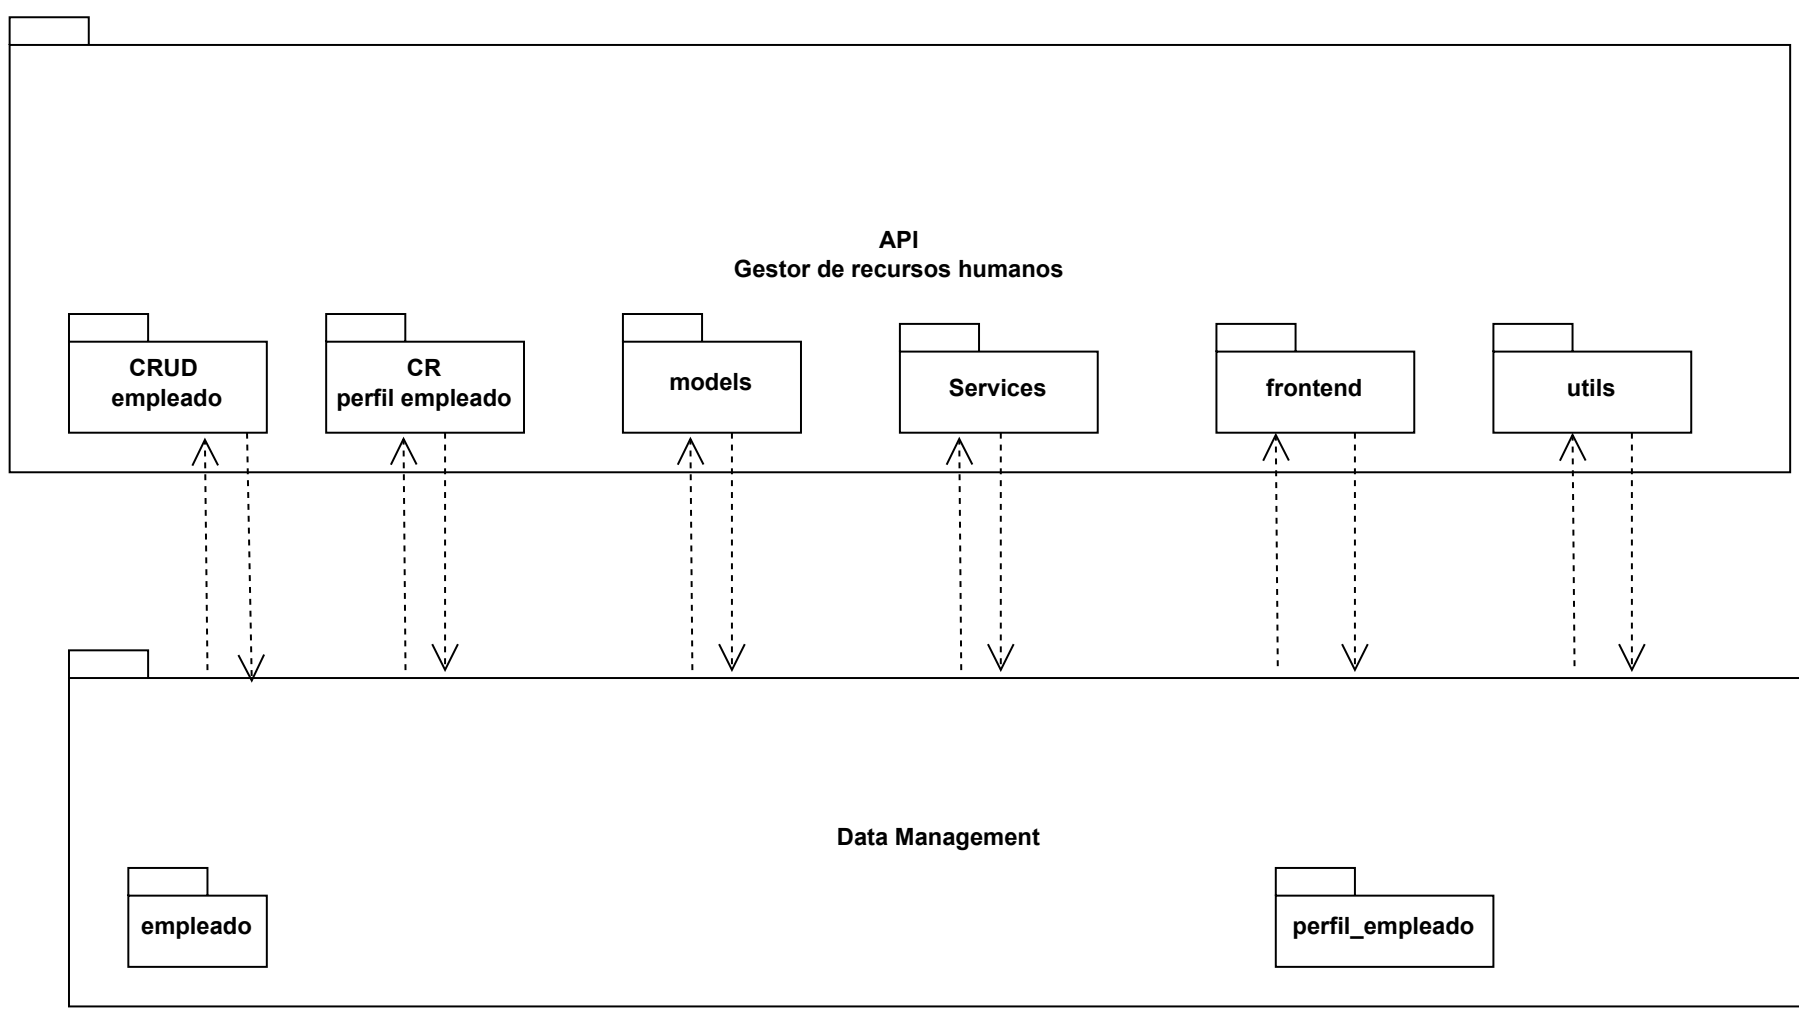 API
Gestor de recursos humanos
CRUD
empleado
CR
perfil empleado
models
Services
frontend
utils
Data Management
empleado
perfil_empleado